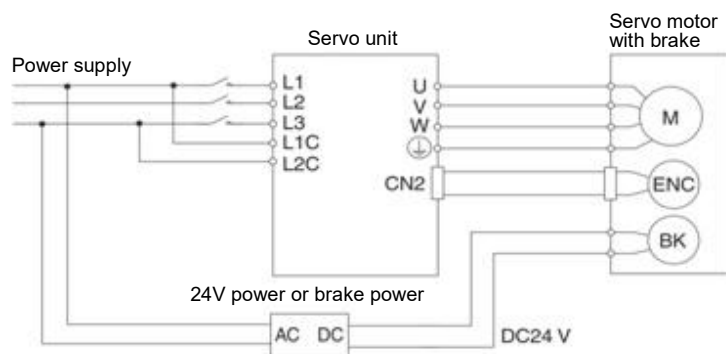 Servo unit
Servo motor
with brake
Power supply
L1
L2
L3
L1C
L2C
U
V
W
CN2
M
ENC
BK
24V power or brake power
AC DC
DC24 V